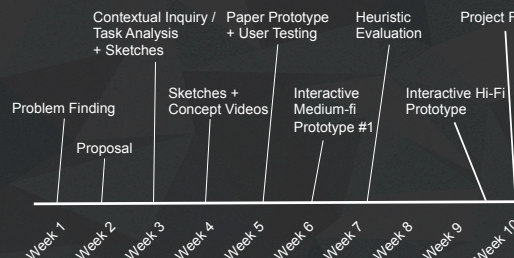 Contextual Inquiry /
Task Analysis
+ Sketches
Paper Prototype
+ User Testing
Heuristic
Evaluation
Project
Problem Finding
Proposal
Sketches +
Concept Videos
Interactive
Medium-fi
Prototype #1
Interactive Hi-Fi
Prototype
Week 1
Week 2
Week 3
Week 4
Week 5
Week 6
Week 7
Week 8
Week 9
Week 10